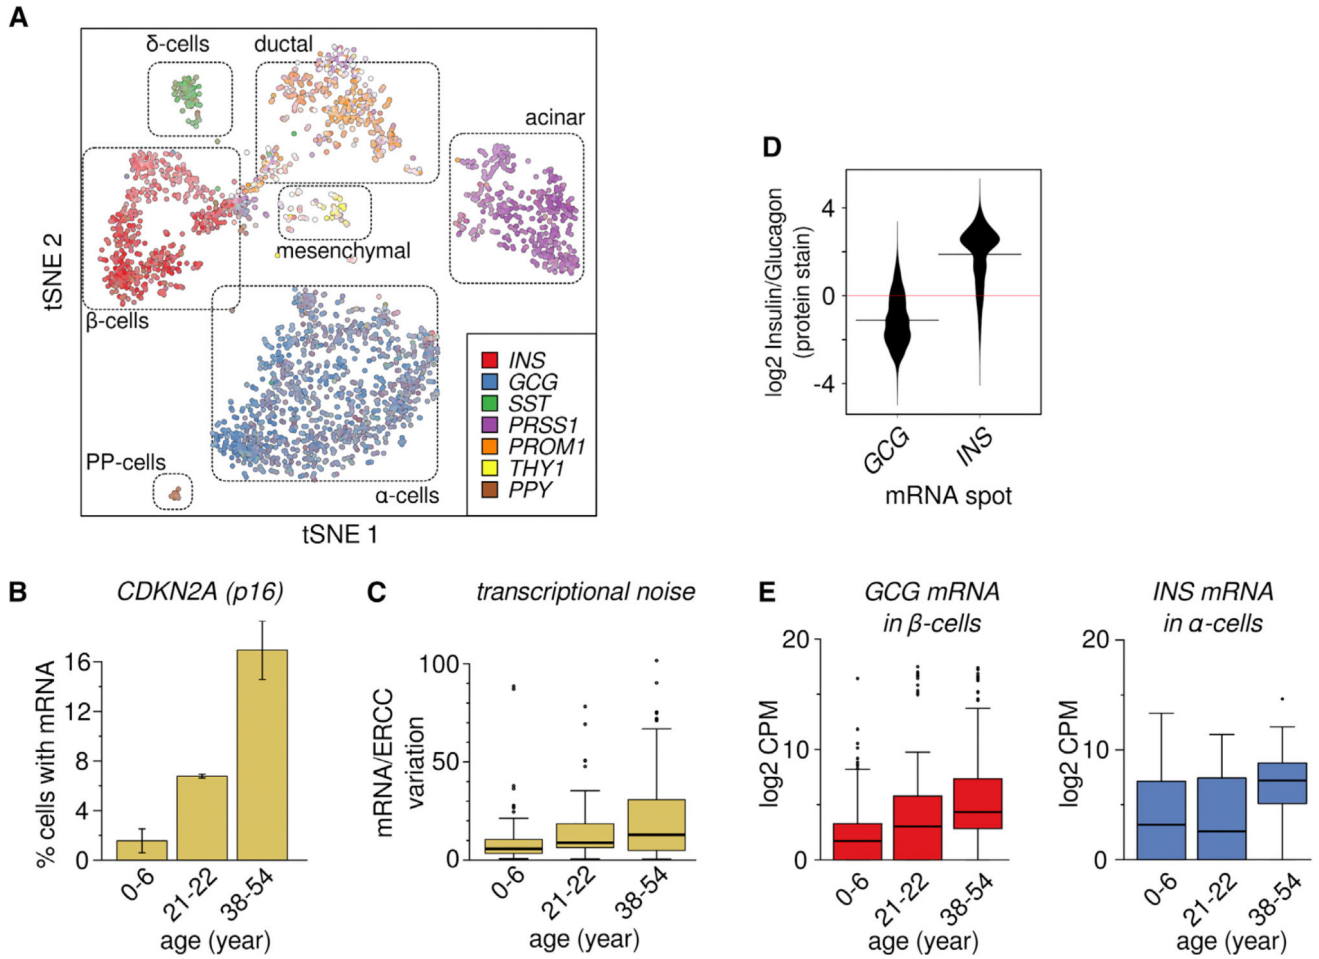 A
δ-cells
ductal
acinar
mesenchymal
β-cells
PP-cells
α-cells
INS
GCG
SST
PRSS1
PROM1
THY1
PPY
tSNE 2
tSNE 1
D
log2 Insulin/Glucagon
(protein stain)
4
0
-4
GCG
INS
mRNA spot
B
CDKN2A (p16)
% cells with mRNA
16
12
8
4
0
0-6
21-22
38-54
age (year)
C
transcriptional noise
mRNA/ERCC
variation
100
50
0
0-6
21-22
38-54
age (year)
E
GCG mRNA
in β-cells
log2 CPM
20
10
0
0-6
21-22
38-54
age (year)
INS mRNA
in α-cells
log2 CPM
20
10
0
0-6
21-22
38-54
age (year)